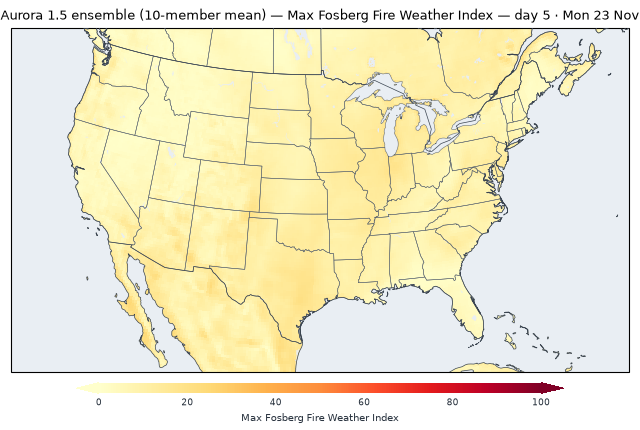 Aurora 1.5 ensemble (10-member mean) — Max Fosberg Fire Weather Index — day 5 · Mon 23 Nov
0 20 40 60 80 100
Max Fosberg Fire Weather Index